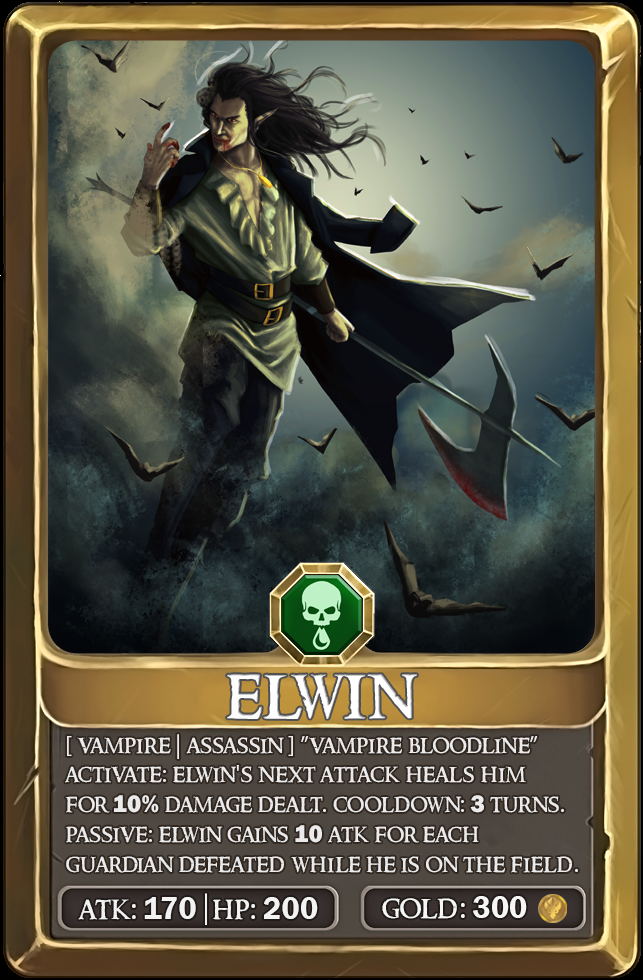 ELWIN
[ VAMPIRE | ASSASSIN ] "VAMPIRE BLOODLINE"
ACTIVATE: ELWIN'S NEXT ATTACK HEALS HIM
FOR 10% DAMAGE DEALT. COOLDOWN: 3 TURNS.
PASSIVE: ELWIN GAINS 10 ATK FOR EACH
GUARDIAN DEFEATED WHILE HE IS ON THE FIELD.
ATK: 170 | HP: 200 GOLD: 300